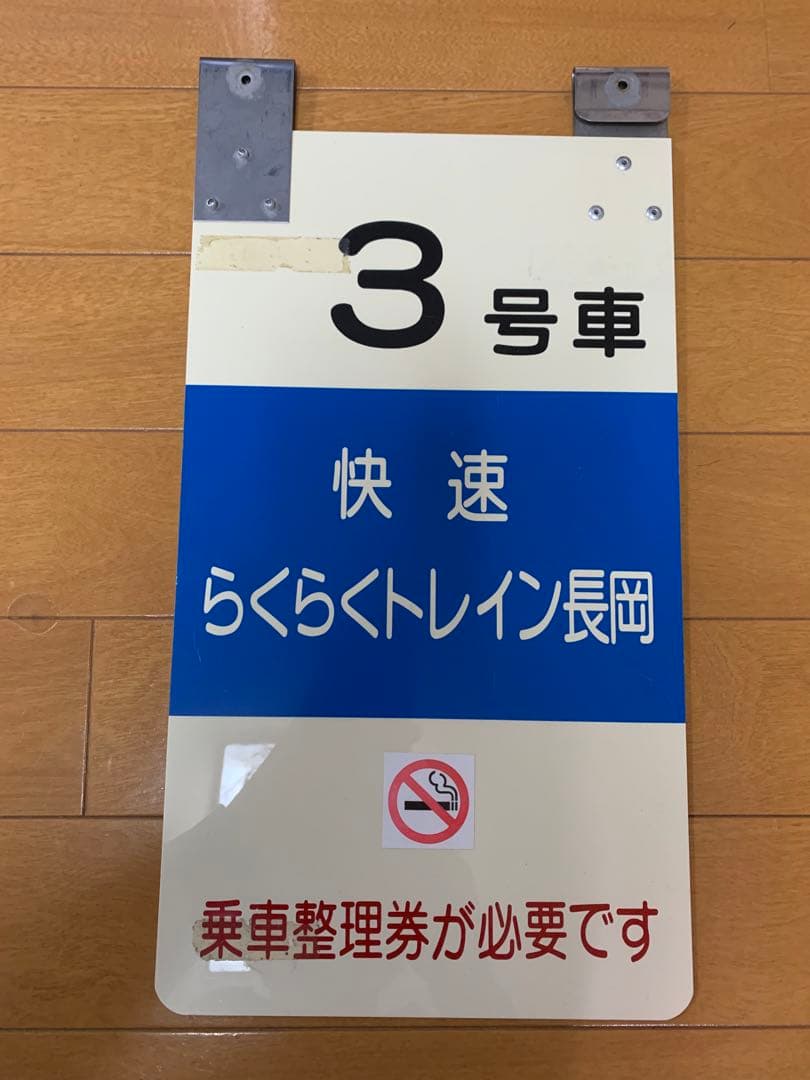 3号車
快速
らくらくトレイン長岡
乗車整理券が必要です